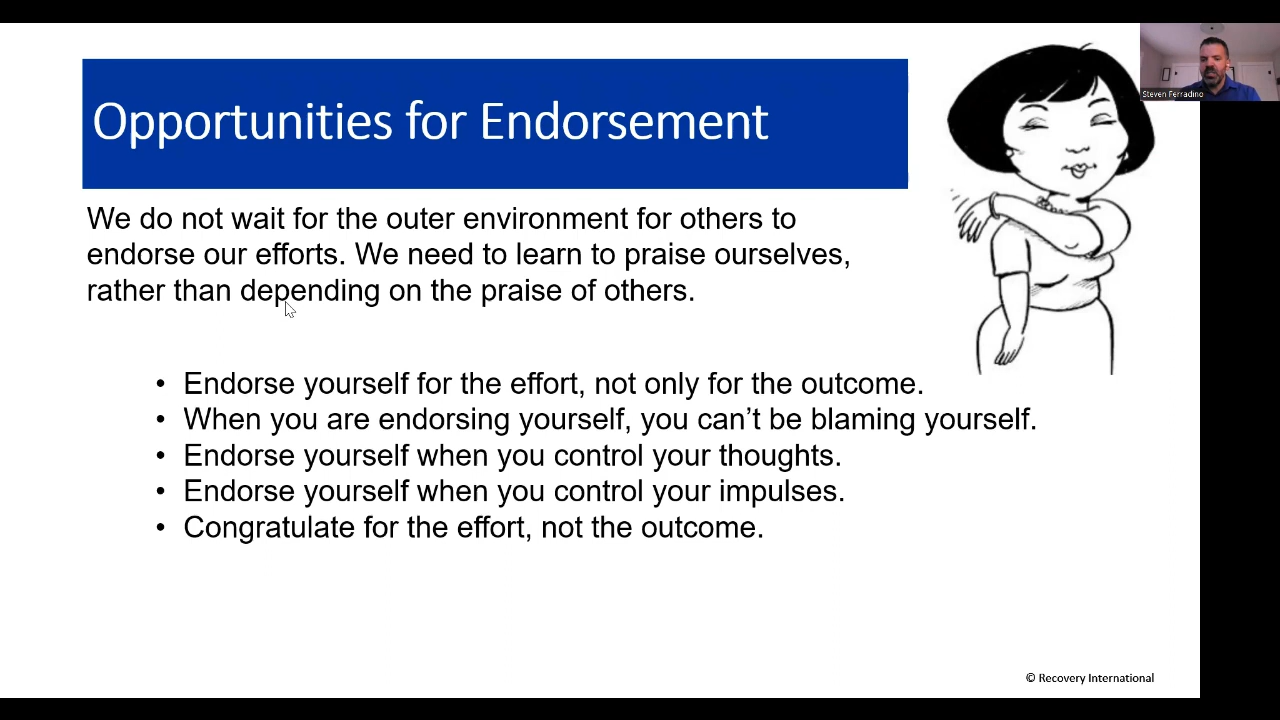 Opportunities for Endorsement
Steven Ferradino
We do not wait for the outer environment for others to
endorse our efforts. We need to learn to praise ourselves,
rather than depending on the praise of others.
• Endorse yourself for the effort, not only for the outcome.
• When you are endorsing yourself, you can’t be blaming yourself.
• Endorse yourself when you control your thoughts.
• Endorse yourself when you control your impulses.
• Congratulate for the effort, not the outcome.
© Recovery International